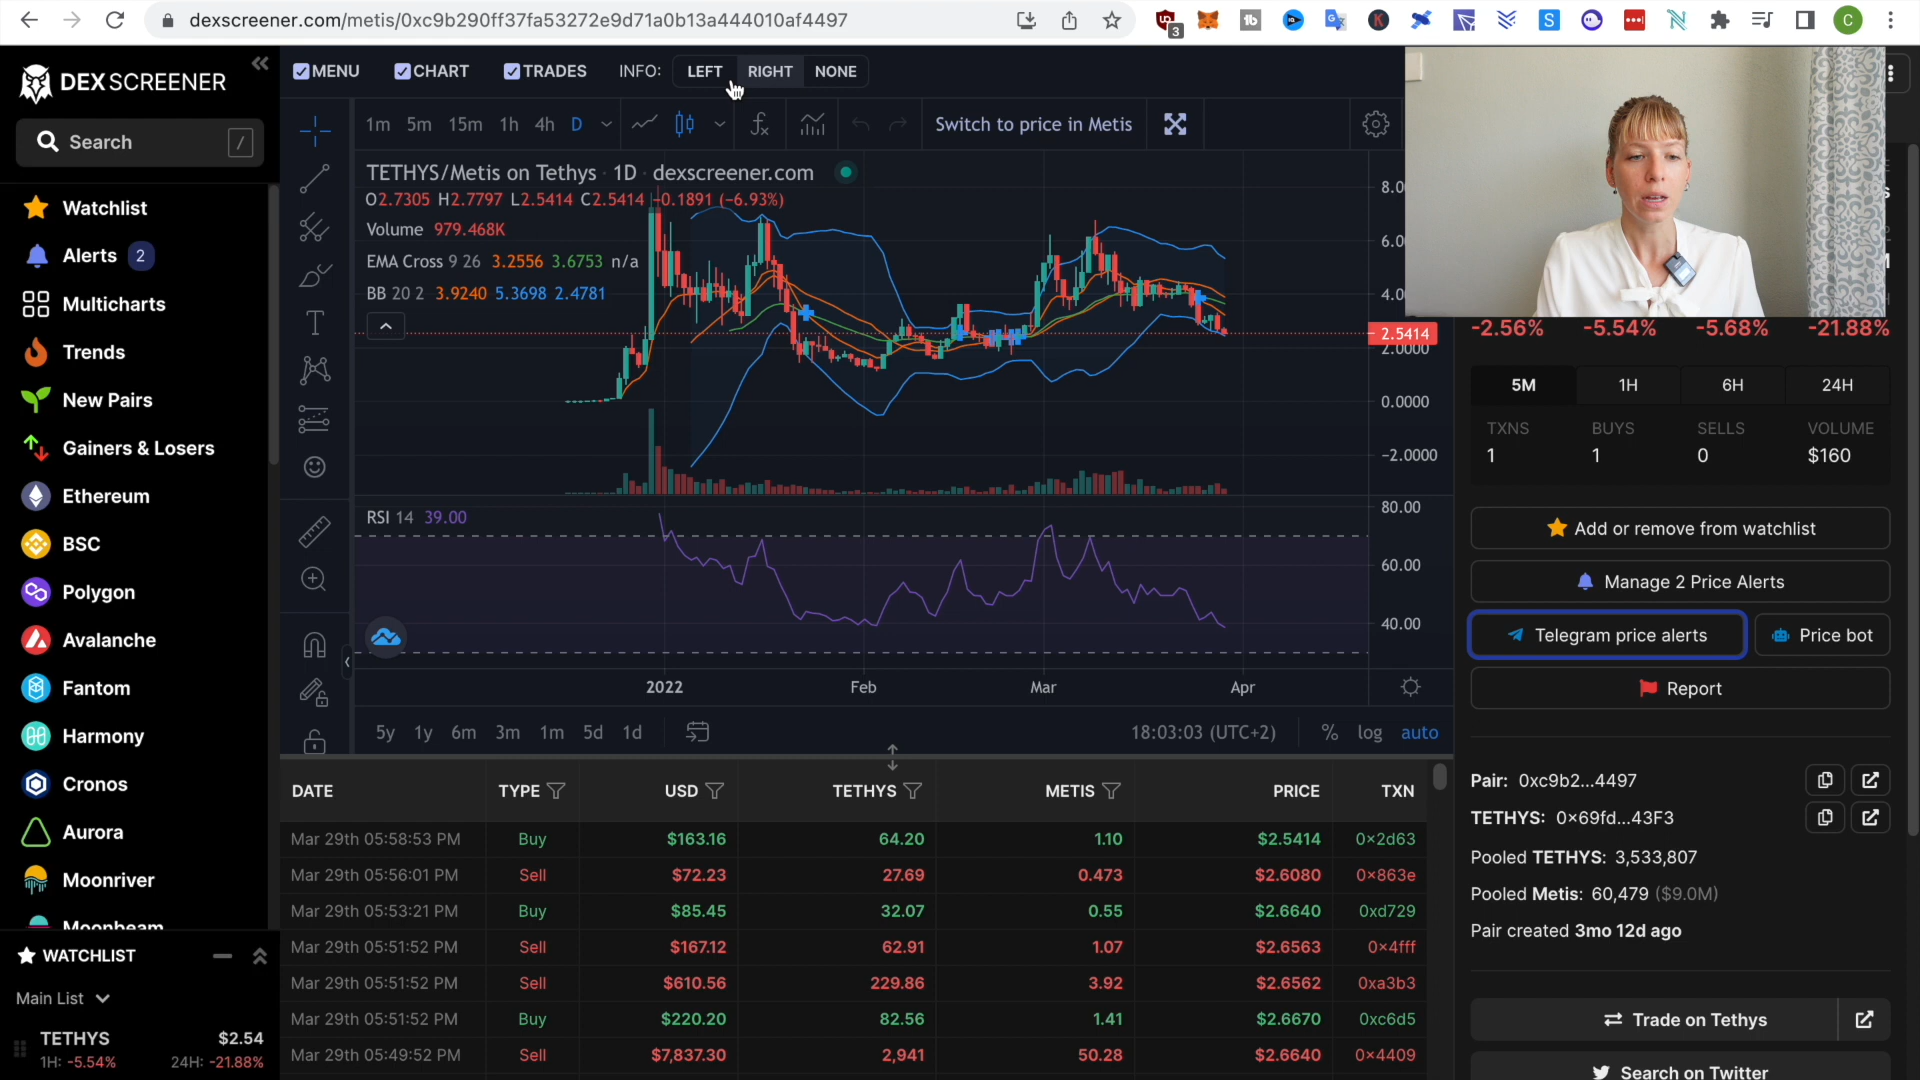 dexscreener.com/metis/0xc9b290ff37fa53272e9d71a0b13a444010af4497
3
C
DEX SCREENER
Search
/
Watchlist
Alerts 2
Multicharts
Trends
New Pairs
Gainers & Losers
Ethereum
BSC
Polygon
Avalanche
Fantom
Harmony
Cronos
Aurora
Moonriver
Moonbeam
WATCHLIST
Main List
TETHYS $2.54
1H: -5.54% 24H: -21.88%
MENU CHART TRADES INFO: LEFT RIGHT NONE
1m 5m 15m 1h 4h D Switch to price in Metis
TETHYS/Metis on Tethys · 1D · dexscreener.com
O2.7305 H2.7797 L2.5414 C2.5414 -0.1891 (-6.93%)
Volume 979.468K
EMA Cross 9 26 3.2556 3.6753 n/a
BB 20 2 3.9240 5.3698 2.4781
8.0
6.0
4.0
2.5414
2.0000
0.0000
-2.0000
RSI 14 39.00
80.00
60.00
40.00
2022 Feb Mar Apr
5y 1y 6m 3m 1m 5d 1d 18:03:03 (UTC+2) % log auto
DATE TYPE USD TETHYS METIS PRICE TXN
Mar 29th 05:58:53 PM Buy $163.16 64.20 1.10 $2.5414 0×2d63
Mar 29th 05:56:01 PM Sell $72.23 27.69 0.473 $2.6080 0×863e
Mar 29th 05:53:21 PM Buy $85.45 32.07 0.55 $2.6640 0xd729
Mar 29th 05:51:52 PM Sell $167.12 62.91 1.07 $2.6563 0×4fff
Mar 29th 05:51:52 PM Sell $610.56 229.86 3.92 $2.6562 0xa3b3
Mar 29th 05:51:52 PM Buy $220.20 82.56 1.41 $2.6670 0xc6d5
Mar 29th 05:49:52 PM Sell $7,837.30 2,941 50.28 $2.6640 0×4409
-2.56% -5.54% -5.68% -21.88%
5M 1H 6H 24H
TXNS BUYS SELLS VOLUME
1 1 0 $160
Add or remove from watchlist
Manage 2 Price Alerts
Telegram price alerts Price bot
Report
Pair: 0xc9b2...4497
TETHYS: 0×69fd...43F3
Pooled TETHYS: 3,533,807
Pooled Metis: 60,479 ($9.0M)
Pair created 3mo 12d ago
Trade on Tethys
Search on Twitter